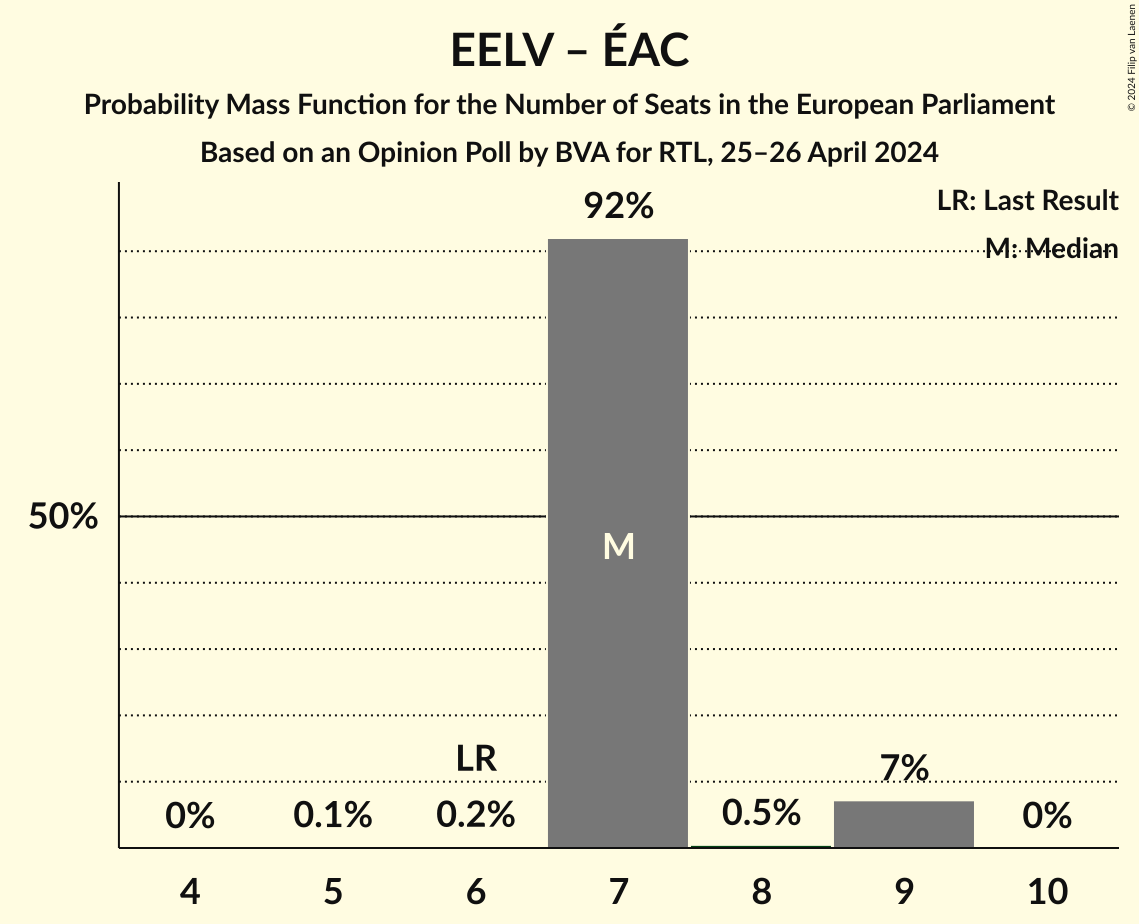 EELV – ÉAC
Probability Mass Function for the Number of Seats in the European Parliament
Based on an Opinion Poll by BVA for RTL, 25–26 April 2024
© 2024 Filip van Laenen
LR: Last Result
M: Median
92%
50%
M
LR
7%
0%
0.1%
0.2%
0.5%
0%
4
5
6
7
8
9
10